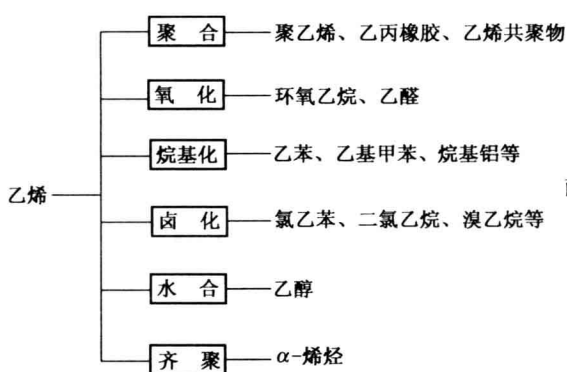 聚 合 聚乙烯、乙丙橡胶、乙烯共聚物
氧 化 环氧乙烷、乙醛
烷基化 乙苯、乙基甲苯、烷基铝等
乙烯
卤 化 氯乙苯、二氯乙烷、溴乙烷等
水 合 乙醇
齐 聚 α-烯烃